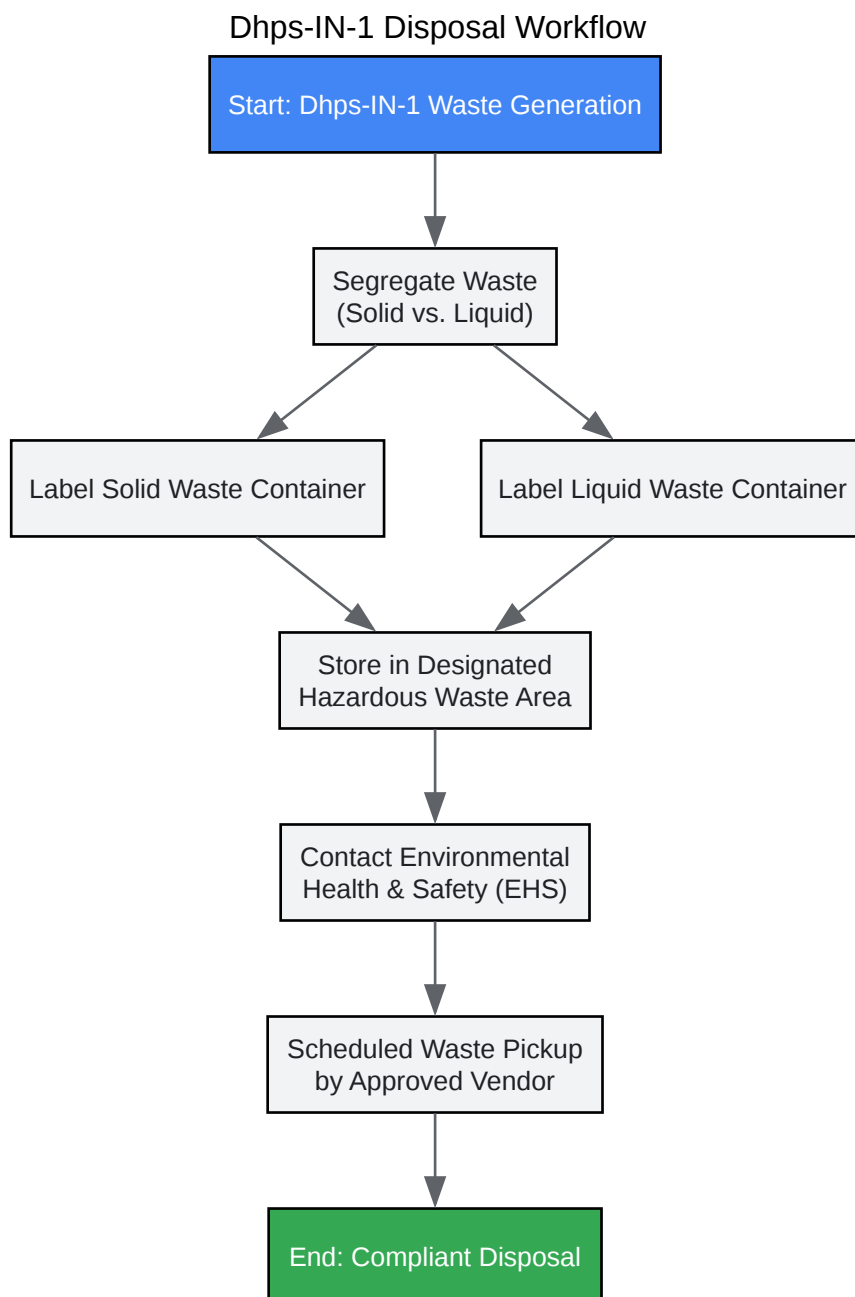 Dhps-IN-1 Disposal Workflow
Start: Dhps-IN-1 Waste Generation
Segregate Waste
(Solid vs. Liquid)
Label Solid Waste Container
Label Liquid Waste Container
Store in Designated
Hazardous Waste Area
Contact Environmental
Health & Safety (EHS)
Scheduled Waste Pickup
by Approved Vendor
End: Compliant Disposal